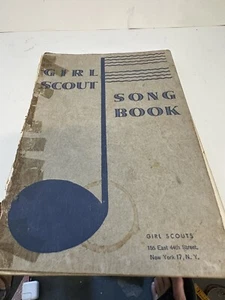 GIRL
SCOUT
SONG
BOOK
GIRL SCOUTS
155 East 44th Street,
New York 17, N. Y.